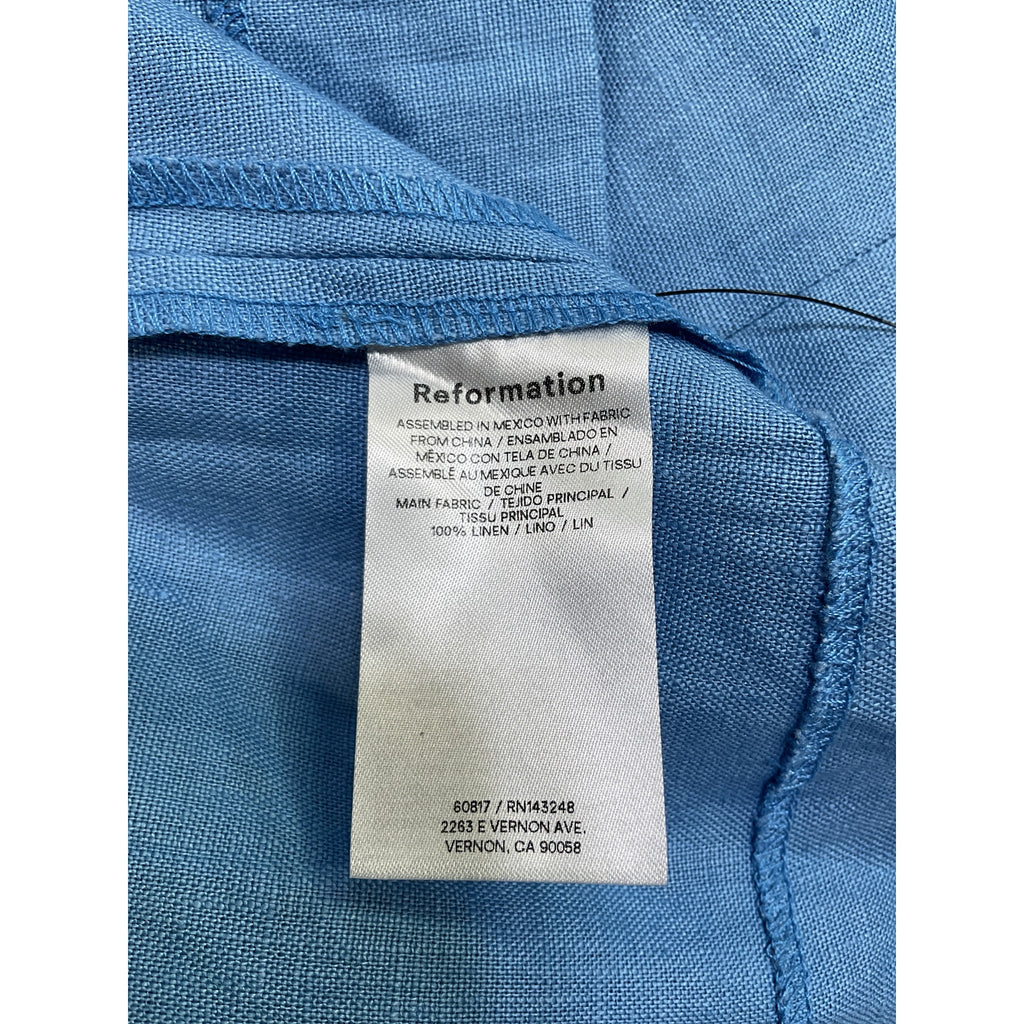 Reformation
ASSEMBLED IN MEXICO WITH FABRIC
FROM CHINA / ENSAMBLADO EN
MÉXICO CON TELA DE CHINA /
ASSEMBLÉ AU MEXIQUE AVEC DU TISSU
DE CHINE
MAIN FABRIC / TEJIDO PRINCIPAL /
TISSU PRINCIPAL
100% LINEN / LINO / LIN
60817 / RN143248
2263 E VERNON AVE,
VERNON, CA 90058